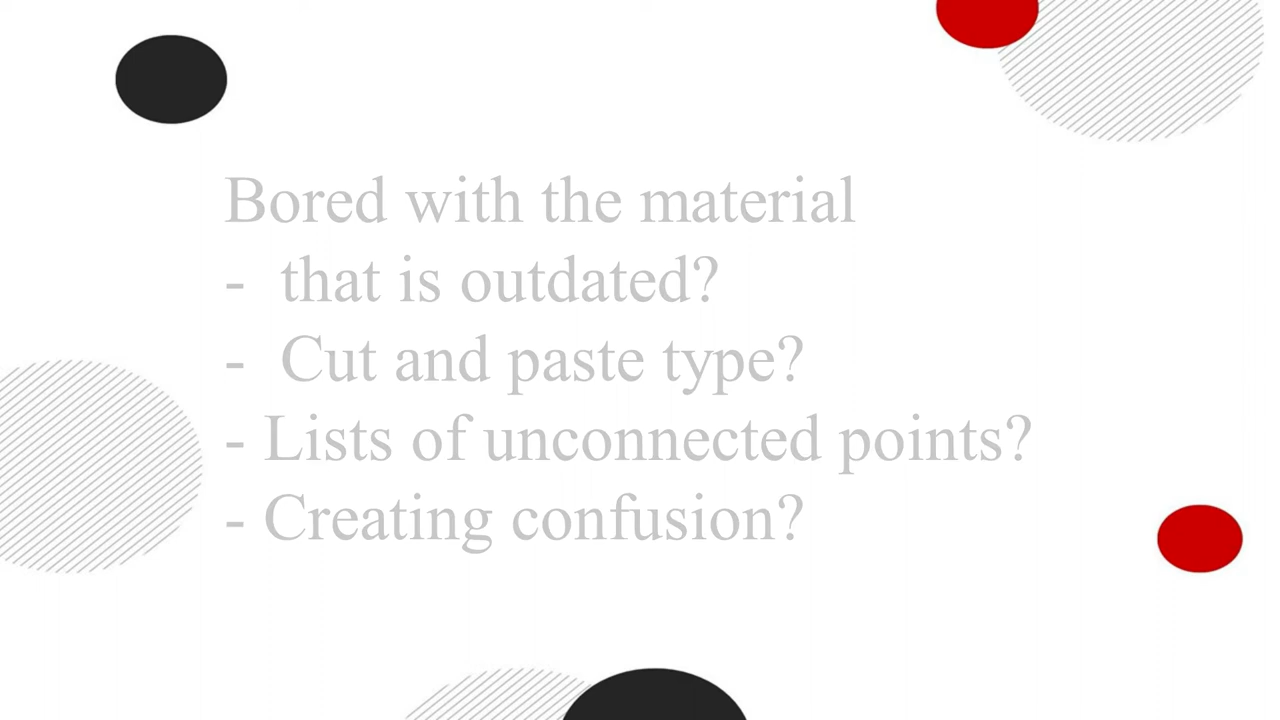 Bored with the material
-  that is outdated?
-  Cut and paste type?
- Lists of unconnected points?
- Creating confusion?